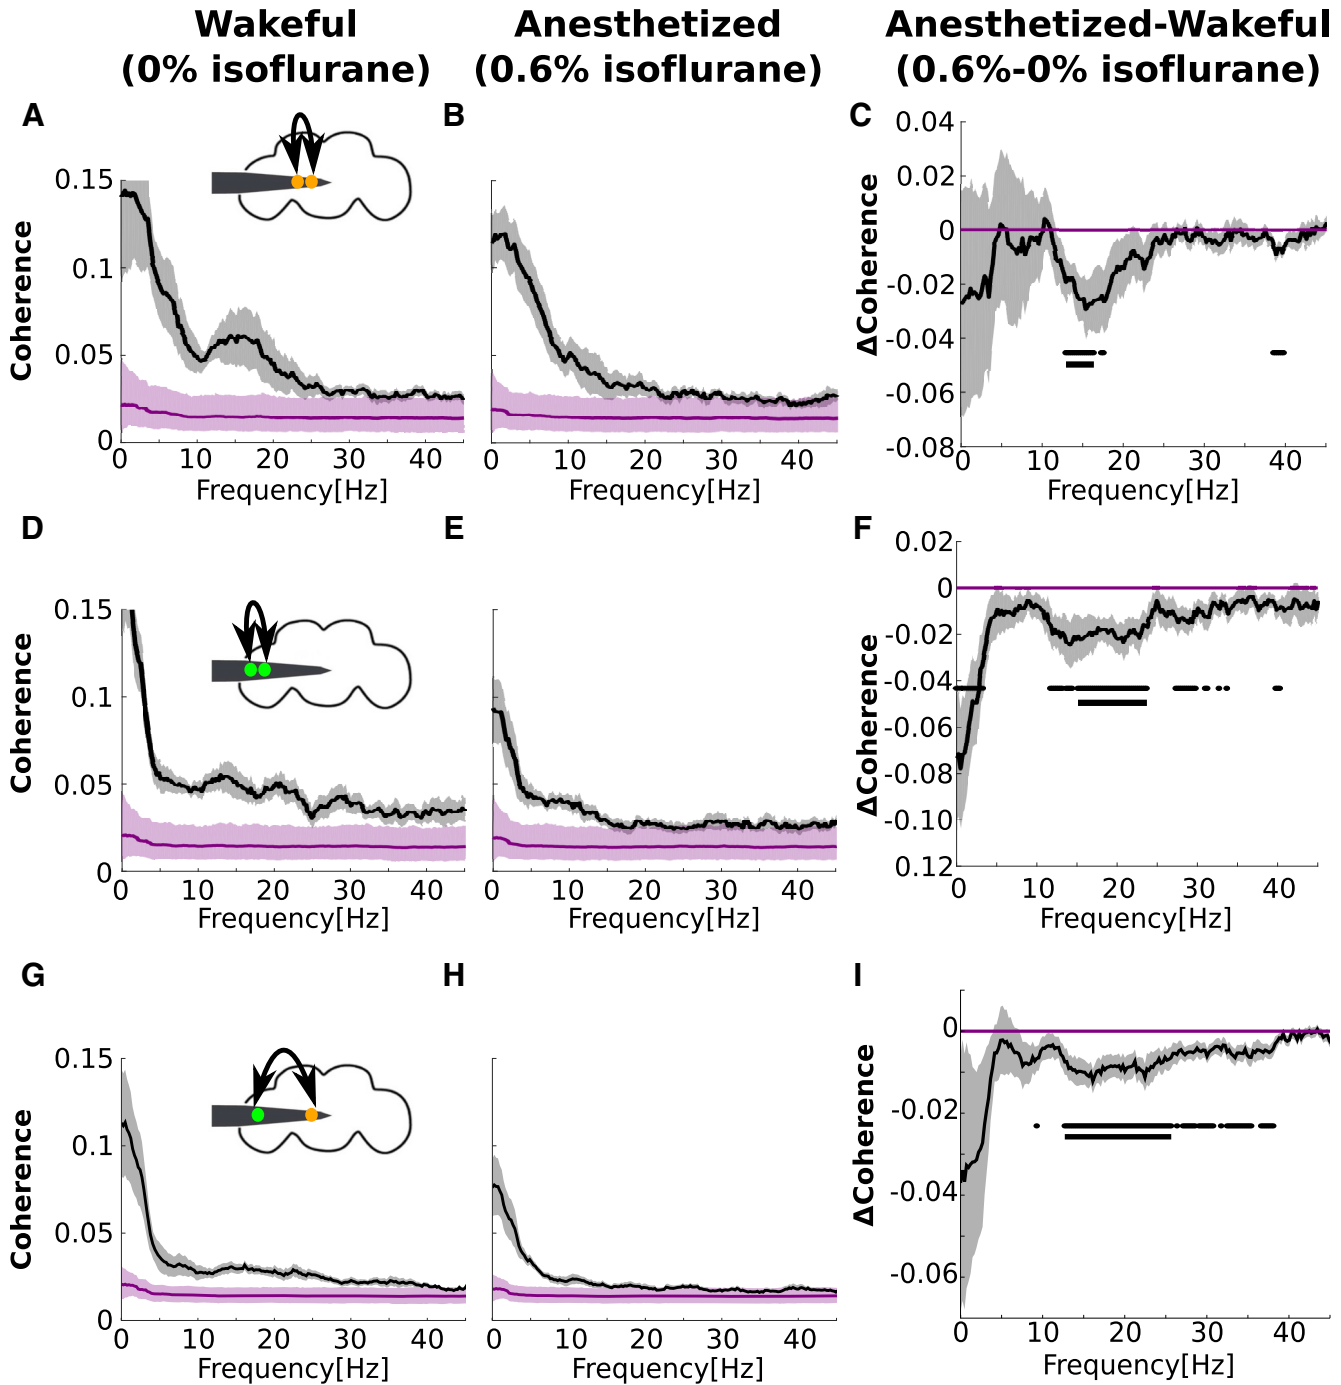 Wakeful
(0% isoflurane)
Anesthetized
(0.6% isoflurane)
Anesthetized-Wakeful
(0.6%-0% isoflurane)
A
0.15
0.1
0.05
0
Coherence
0 10 20 30 40
Frequency[Hz]
B
0 10 20 30 40
Frequency[Hz]
C
0.04
0.02
0
-0.02
-0.04
-0.06
-0.08
ΔCoherence
0 10 20 30 40
Frequency[Hz]
D
0.15
0.1
0.05
0
Coherence
0 10 20 30 40
Frequency[Hz]
E
0 10 20 30 40
Frequency[Hz]
F
0.02
0
-0.02
-0.04
-0.06
-0.08
-0.10
0.12
ΔCoherence
0 10 20 30 40
Frequency[Hz]
G
0.15
0.1
0.05
0
Coherence
0 10 20 30 40
Frequency[Hz]
H
0 10 20 30 40
Frequency[Hz]
I
0
-0.02
-0.04
-0.06
ΔCoherence
0 10 20 30 40
Frequency[Hz]